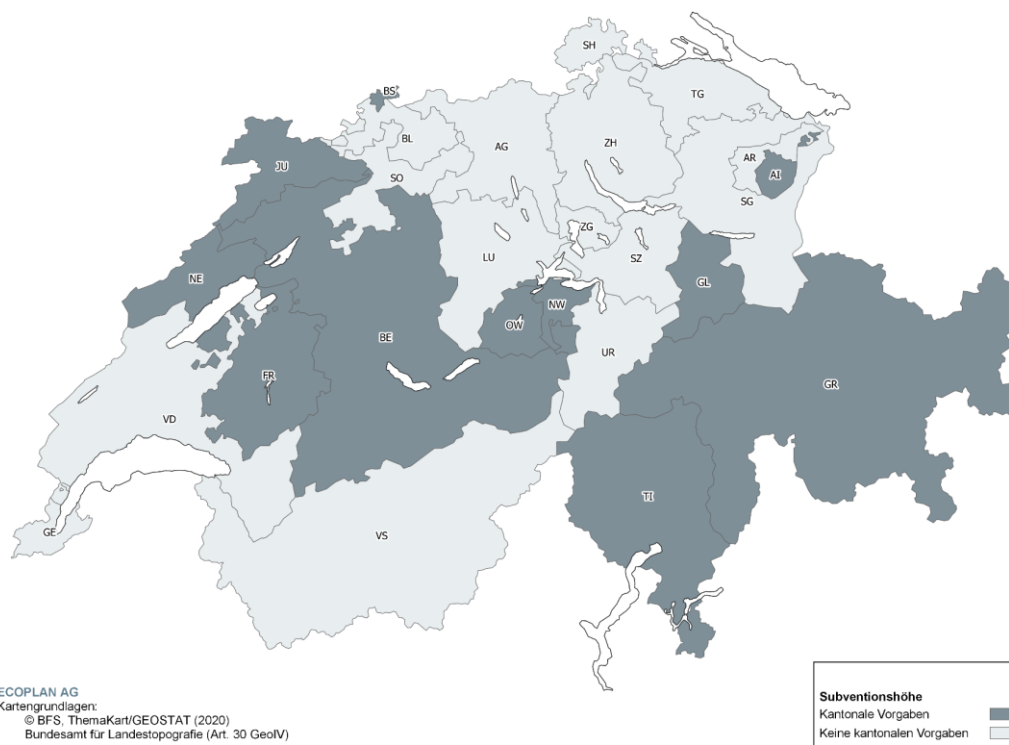 SH
BS
TG
BL
AG
ZH
JU
AR
AI
SO
SG
ZG
LU
SZ
NE
GL
NW
OW
BE
UR
FR
GR
VD
TI
GE
VS
ECOPLAN AG
Kartengrundlagen:
© BFS, ThemaKart/GEOSTAT (2020)
Bundesamt für Landestopografie (Art. 30 GeoIV)
Subventionshöhe
Kantonale Vorgaben
Keine kantonalen Vorgaben